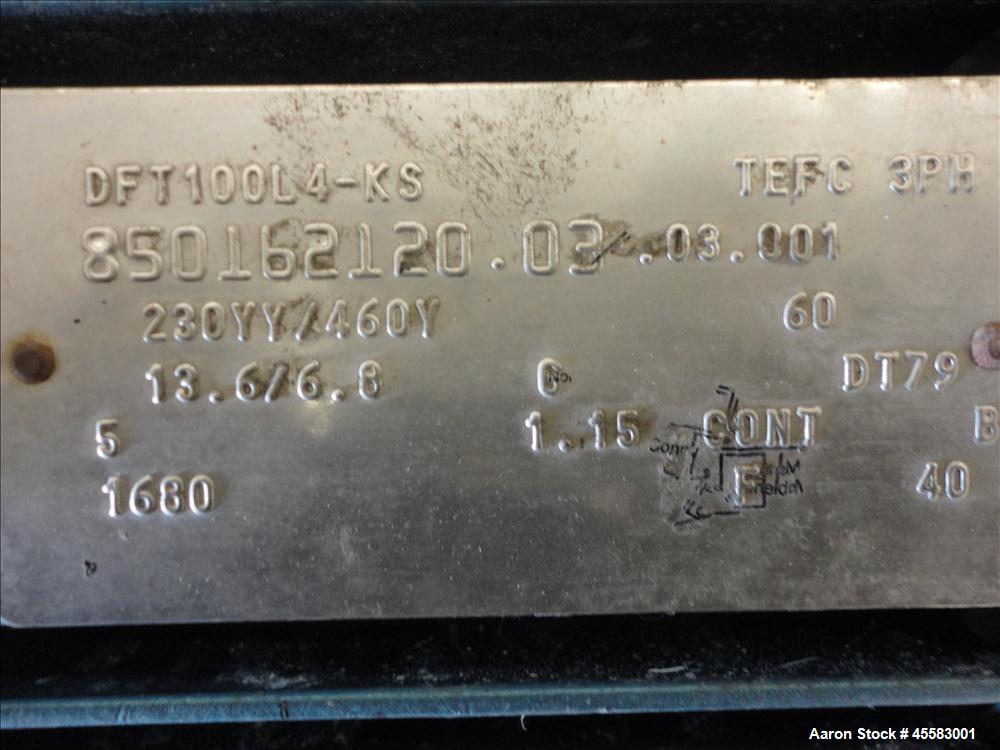 DFT100L4-KS TEFC 3PH
850162120.03 .03.001
230YY/460Y 60
13.6/6.8 DT79
5 1.15 CONT B
1680 F 40
Aaron Stock # 45583001